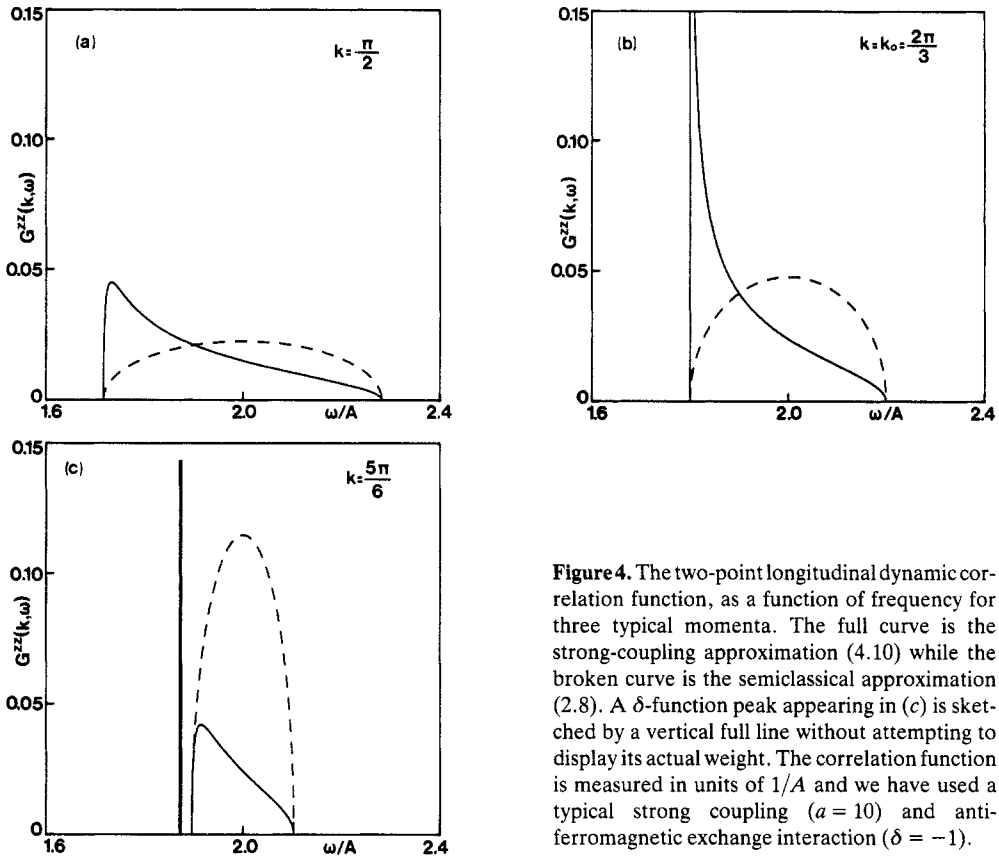 0.15
(a)
k=π/2
0.10
Gᶻᶻ(k,ω)
0.05
0
1.6
2.0
ω/A
2.4
0.15
(b)
k=k₀=2π/3
0.10
Gᶻᶻ(k,ω)
0.05
0
1.6
2.0
ω/A
2.4
0.15
(c)
k=5π/6
0.10
Gᶻᶻ(k,ω)
0.05
0
1.6
2.0
ω/A
2.4
Figure 4. The two-point longitudinal dynamic cor-
relation function, as a function of frequency for
three typical momenta. The full curve is the
strong-coupling approximation (4.10) while the
broken curve is the semiclassical approximation
(2.8). A δ-function peak appearing in (c) is sket-
ched by a vertical full line without attempting to
display its actual weight. The correlation function
is measured in units of 1/A and we have used a
typical strong coupling (a = 10) and anti-
ferromagnetic exchange interaction (δ = −1).